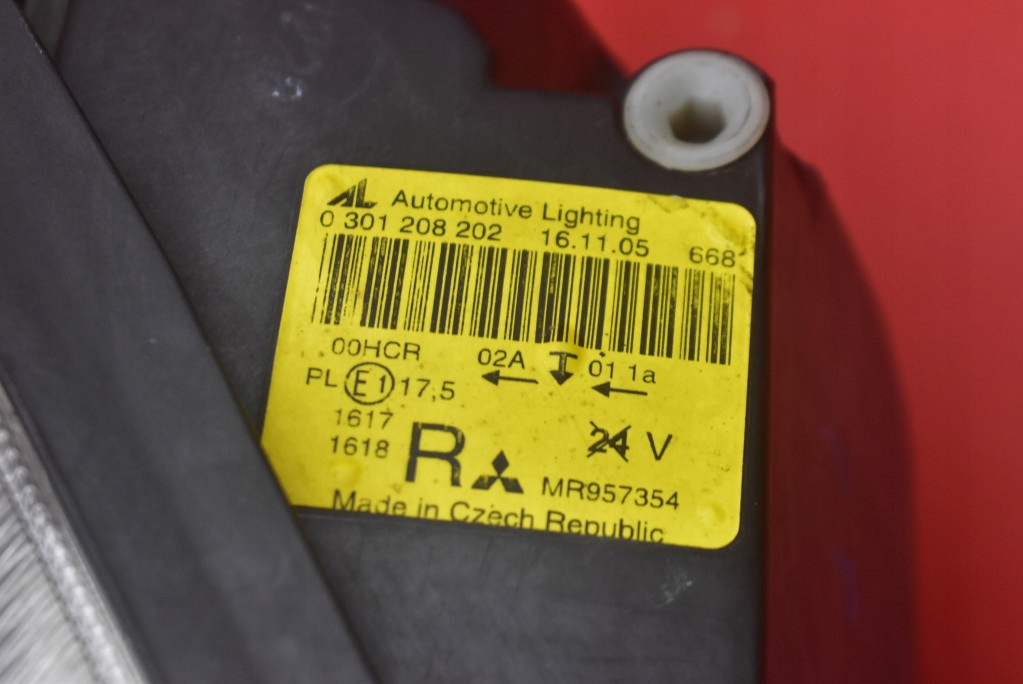 AL Automotive Lighting
0 301 208 202 16.11.05 668
00HCR 02A 01 1a
PL E1 17,5
1617
1618 R 24 V
MR957354
Made in Czech Republic